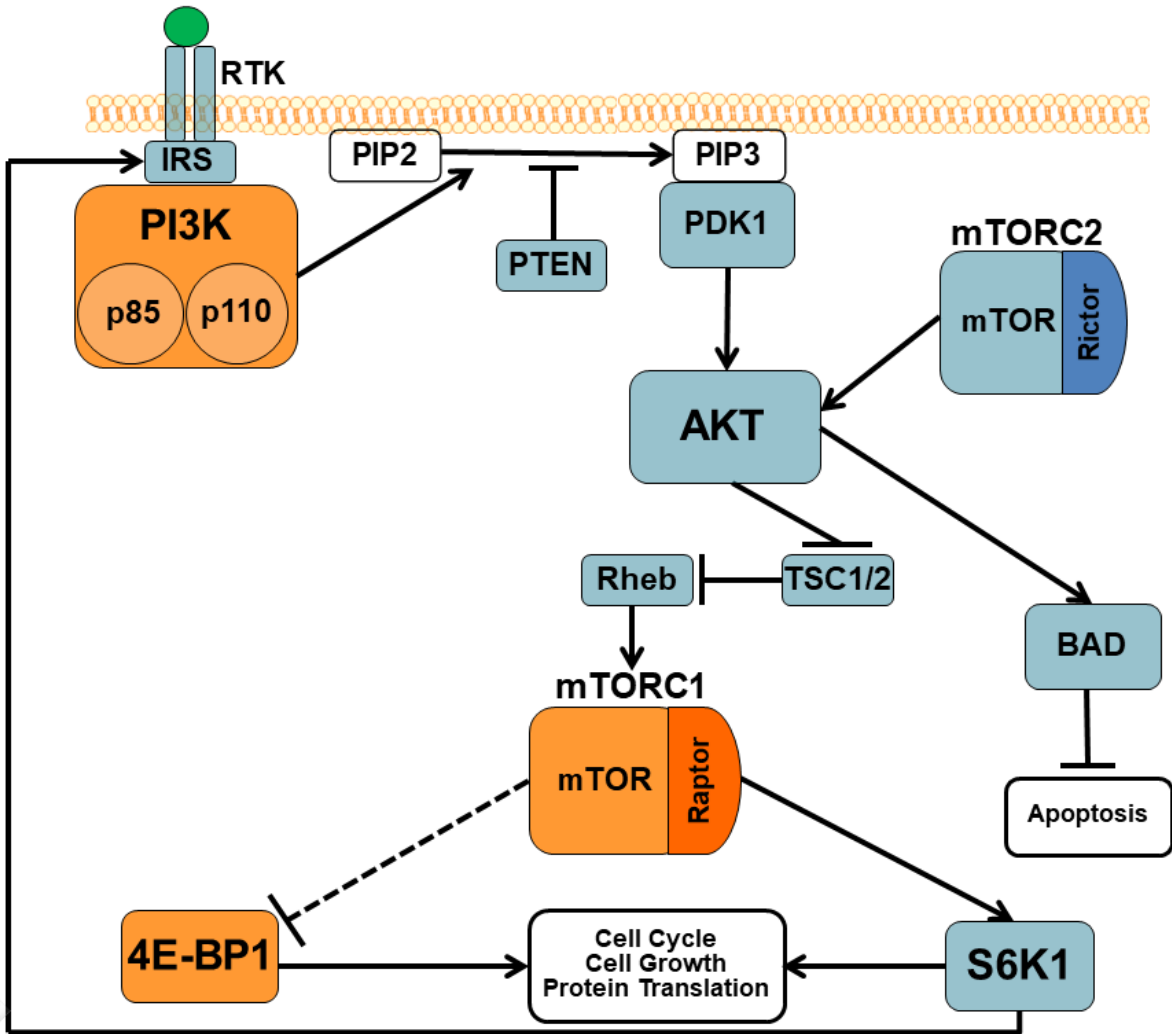 RTK
IRS
PIP2
PIP3
PI3K
p85
p110
PTEN
PDK1
mTORC2
mTOR
Rictor
AKT
Rheb
TSC1/2
BAD
mTORC1
mTOR
Raptor
Apoptosis
4E-BP1
Cell Cycle
Cell Growth
Protein Translation
S6K1